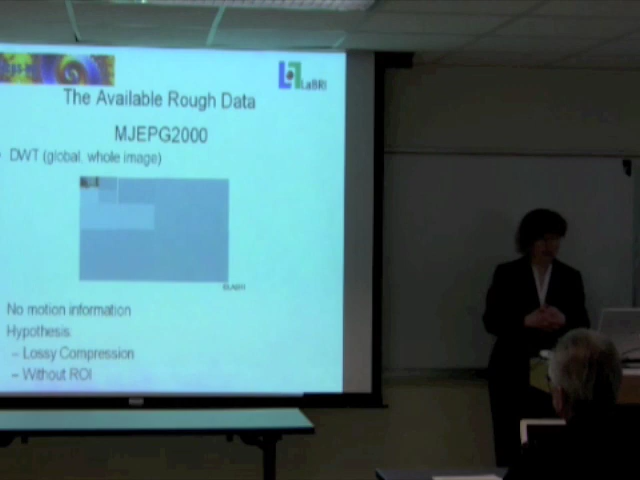 LaBRI
The Available Rough Data
MJEPG2000
DWT (global, whole image)
No motion information
Hypothesis:
– Lossy Compression
– Without ROI